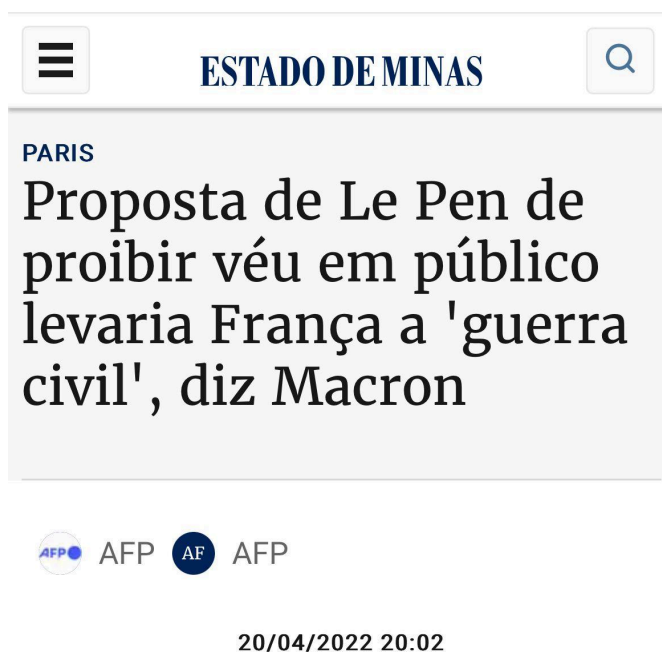 ESTADO DE MINAS
PARIS
Proposta de Le Pen de
proibir véu em público
levaria França a 'guerra
civil', diz Macron
AFP AFP AF AFP
20/04/2022 20:02